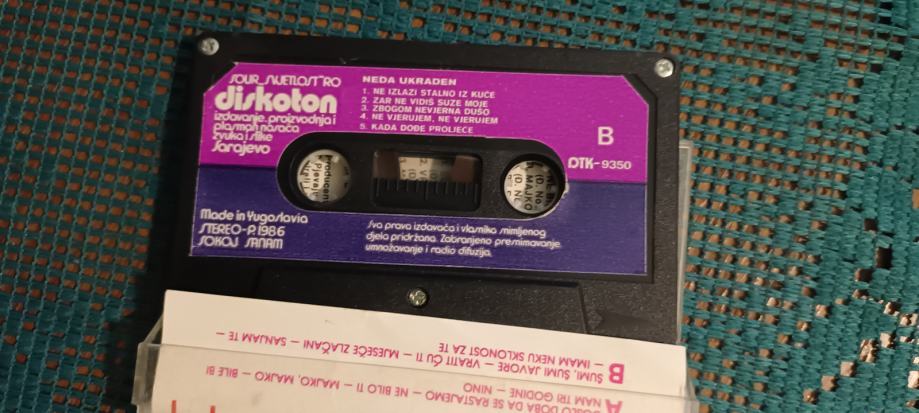 SOUR „SVJETLOST“ RO
diskoton
izdavanje, proizvodnja i
plasman nosača
zvuka i slike
Sarajevo
NEDA UKRADEN
1. NE IZLAZI STALNO IZ KUĆE
2. ZAR NE VIDIŠ SUZE MOJE
3. ZBOGOM NEVJERNA DUŠO
4. NE VJERUJEM, NE VJERUJEM
5. KADA DOĐE PROLJEĆE
B
DTK-9350
Made in Yugoslavia
STEREO-P.1986
SOKOJ SANAM
Sva prava izdavača i vlasnika snimljenog
djela pridržana. Zabranjeno presnimavanje,
umnožavanje i radio difuzija.
B ŠUMI, ŠUMI JAVORE — VRATIT ĆU TI — MJESEČE ZLAĆANI — SANJAM TE —
— IMAM NEKU SKLONOST ZA TE
A DOBA DA SE RASTAJEMO — NE BILO TI — MAJKO, MAJKO — BILE BI
NAM TRI GODINE — NINO